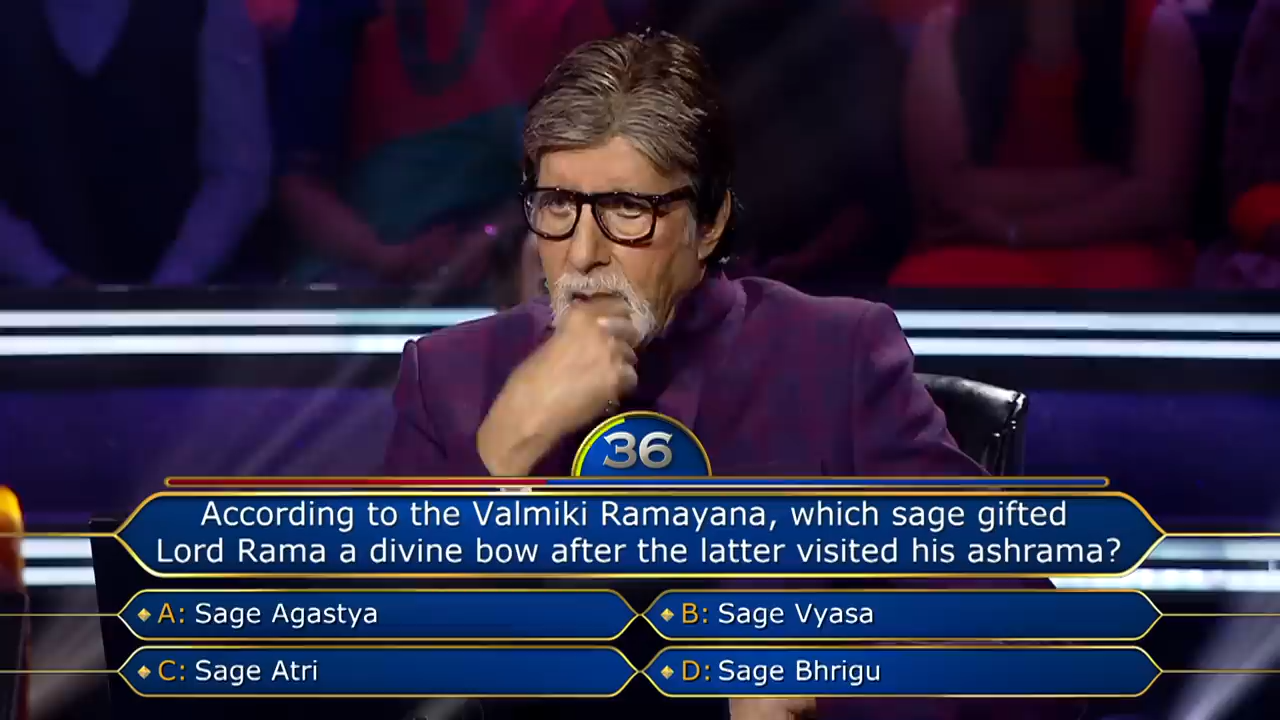 36
According to the Valmiki Ramayana, which sage gifted
Lord Rama a divine bow after the latter visited his ashrama?
A: Sage Agastya
B: Sage Vyasa
C: Sage Atri
D: Sage Bhrigu